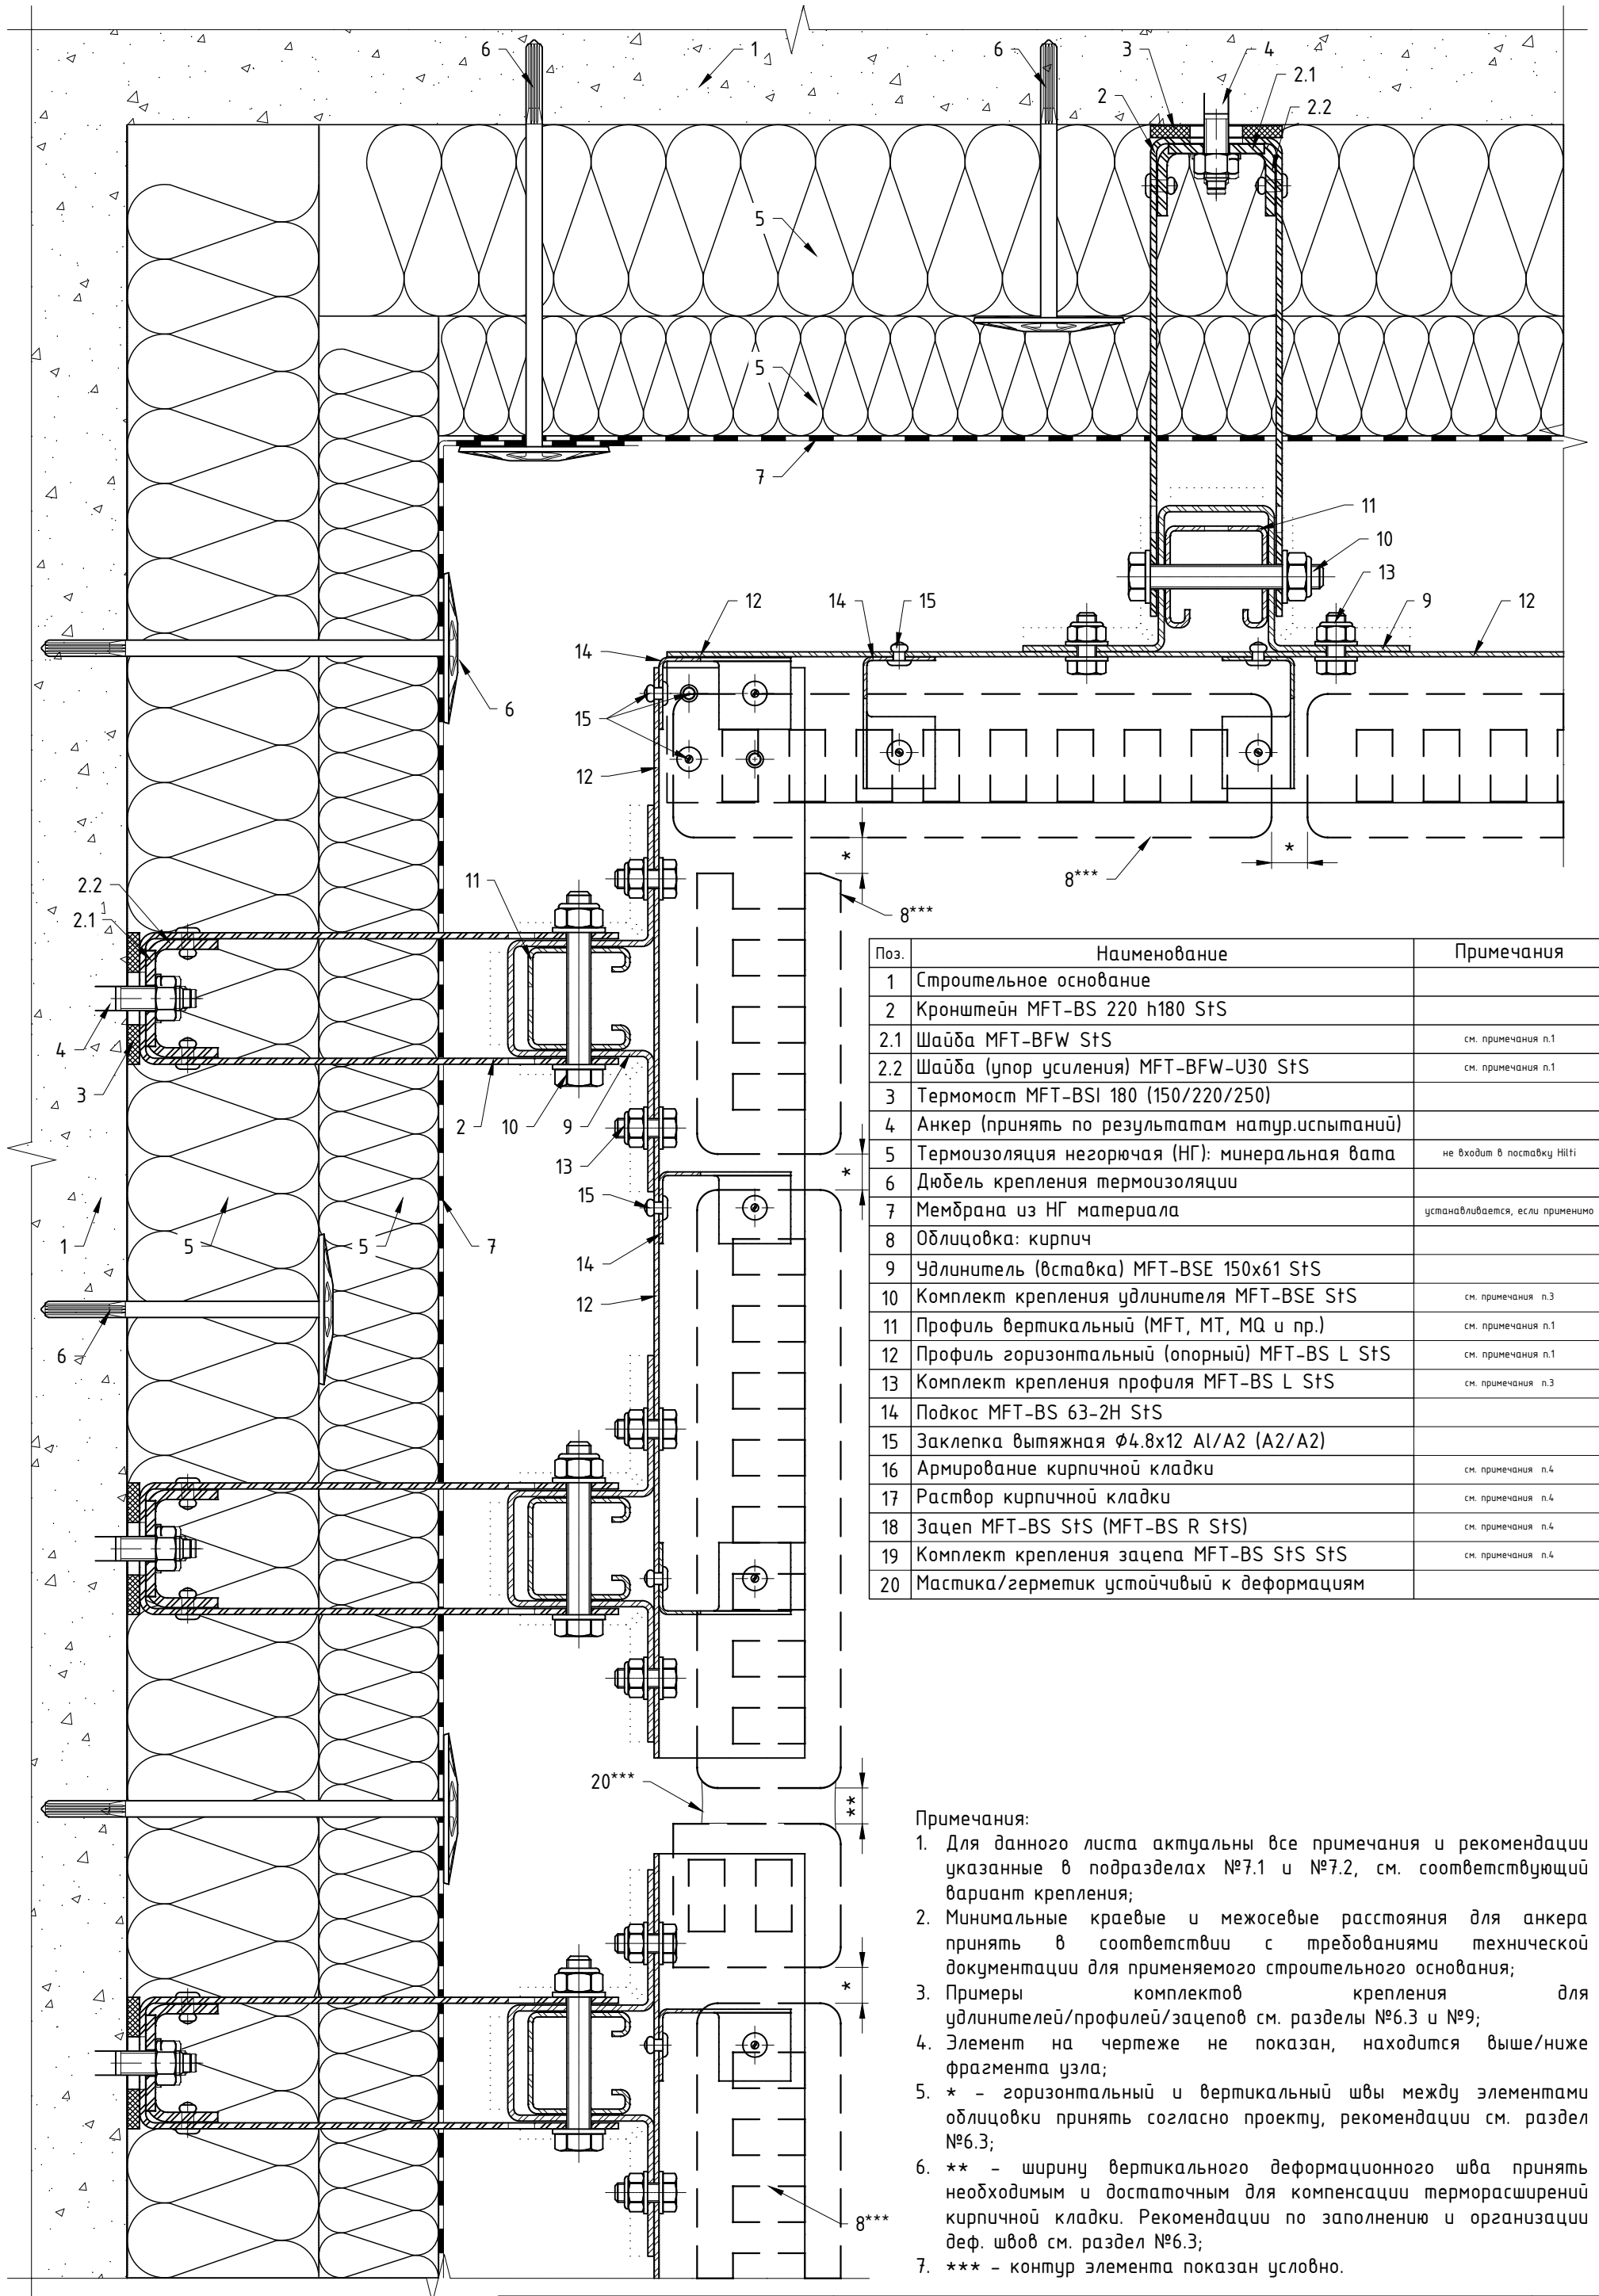 6
1
6
3
4
2.1
2
2.2
5
5
7
11
10
13
12
14
15
9
12
14
6
15
12
*
*
8***
8***
2.2
2.1
11
4
3
2
10
9
13
*
15
14
12
1
5
5
7
6
20***
**
*
8***
Поз. Наименование Примечания
1 Строительное основание
2 Кронштейн MFT-BS 220 h180 StS
2.1 Шайба MFT-BFW StS см. примечания п.1
2.2 Шайба (упор усиления) MFT-BFW-U30 StS см. примечания п.1
3 Термомост MFT-BSI 180 (150/220/250)
4 Анкер (принять по результатам натур.испытаний)
5 Термоизоляция негорючая (НГ): минеральная вата не входит в поставку Hilti
6 Дюбель крепления термоизоляции
7 Мембрана из НГ материала устанавливается, если применимо
8 Облицовка: кирпич
9 Удлинитель (вставка) MFT-BSE 150x61 StS
10 Комплект крепления удлинителя MFT-BSE StS см. примечания п.3
11 Профиль вертикальный (MFT, MT, MQ и пр.) см. примечания п.1
12 Профиль горизонтальный (опорный) MFT-BS L StS см. примечания п.1
13 Комплект крепления профиля MFT-BS L StS см. примечания п.3
14 Подкос MFT-BS 63-2H StS
15 Заклепка вытяжная Ø4.8x12 Al/A2 (A2/A2)
16 Армирование кирпичной кладки см. примечания п.4
17 Раствор кирпичной кладки см. примечания п.4
18 Зацеп MFT-BS StS (MFT-BS R StS) см. примечания п.4
19 Комплект крепления зацепа MFT-BS StS StS см. примечания п.4
20 Мастика/герметик устойчивый к деформациям
Примечания:
1. Для данного листа актуальны все примечания и рекомендации
указанные в подразделах №7.1 и №7.2, см. соответствующий
вариант крепления;
2. Минимальные краевые и межосевые расстояния для анкера
принять в соответствии с требованиями технической
документации для применяемого строительного основания;
3. Примеры комплектов крепления для
удлинителей/профилей/зацепов см. разделы №6.3 и №9;
4. Элемент на чертеже не показан, находится выше/ниже
фрагмента узла;
5. * - горизонтальный и вертикальный швы между элементами
облицовки принять согласно проекту, рекомендации см. раздел
№6.3;
6. ** - ширину вертикального деформационного шва принять
необходимым и достаточным для компенсации терморасширений
кирпичной кладки. Рекомендации по заполнению и организации
деф. швов см. раздел №6.3;
7. *** - контур элемента показан условно.